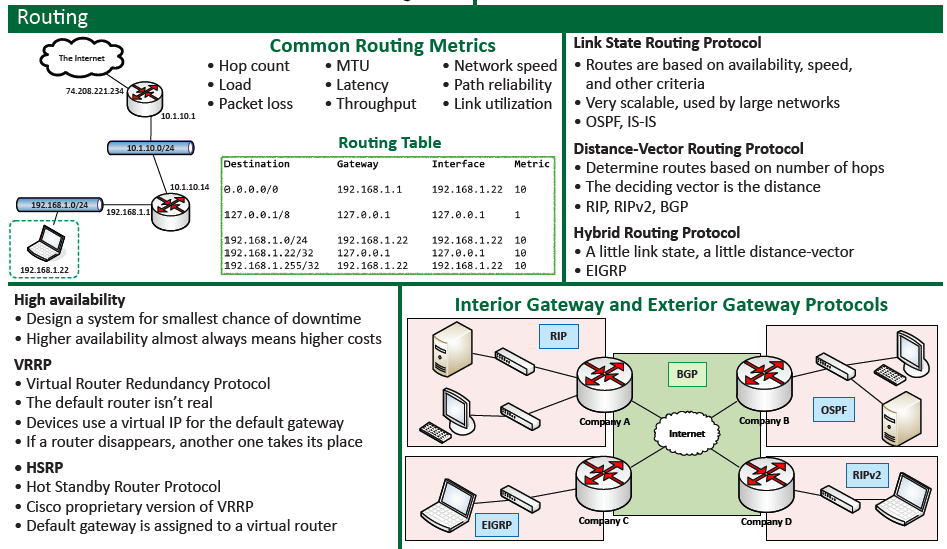 Routing
The Internet
74.208.221.234
10.1.10.1
10.1.10.0/24
10.1.10.14
192.168.1.0/24
192.168.1.1
192.168.1.22
Common Routing Metrics
• Hop count
• Load
• Packet loss
• MTU
• Latency
• Throughput
• Network speed
• Path reliability
• Link utilization
Routing Table
Destination Gateway Interface Metric
0.0.0.0/0 192.168.1.1 192.168.1.22 10
127.0.0.1/8 127.0.0.1 127.0.0.1 1
192.168.1.0/24 192.168.1.22 192.168.1.22 10
192.168.1.22/32 127.0.0.1 127.0.0.1 10
192.168.1.255/32 192.168.1.22 192.168.1.22 10
Link State Routing Protocol
• Routes are based on availability, speed,
and other criteria
• Very scalable, used by large networks
• OSPF, IS-IS
Distance-Vector Routing Protocol
• Determine routes based on number of hops
• The deciding vector is the distance
• RIP, RIPv2, BGP
Hybrid Routing Protocol
• A little link state, a little distance-vector
• EIGRP
High availability
• Design a system for smallest chance of downtime
• Higher availability almost always means higher costs
VRRP
• Virtual Router Redundancy Protocol
• The default router isn’t real
• Devices use a virtual IP for the default gateway
• If a router disappears, another one takes its place
• HSRP
• Hot Standby Router Protocol
• Cisco proprietary version of VRRP
• Default gateway is assigned to a virtual router
Interior Gateway and Exterior Gateway Protocols
RIP
Company A
BGP
Company B
OSPF
Internet
EIGRP
Company C
Company D
RIPv2